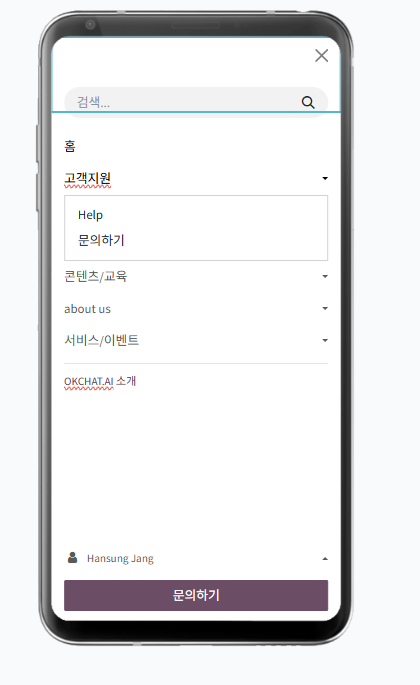 검색...
홈
고객지원
Help
문의하기
콘텐츠/교육
about us
서비스/이벤트
OKCHAT.AI 소개
Hansung Jang
문의하기